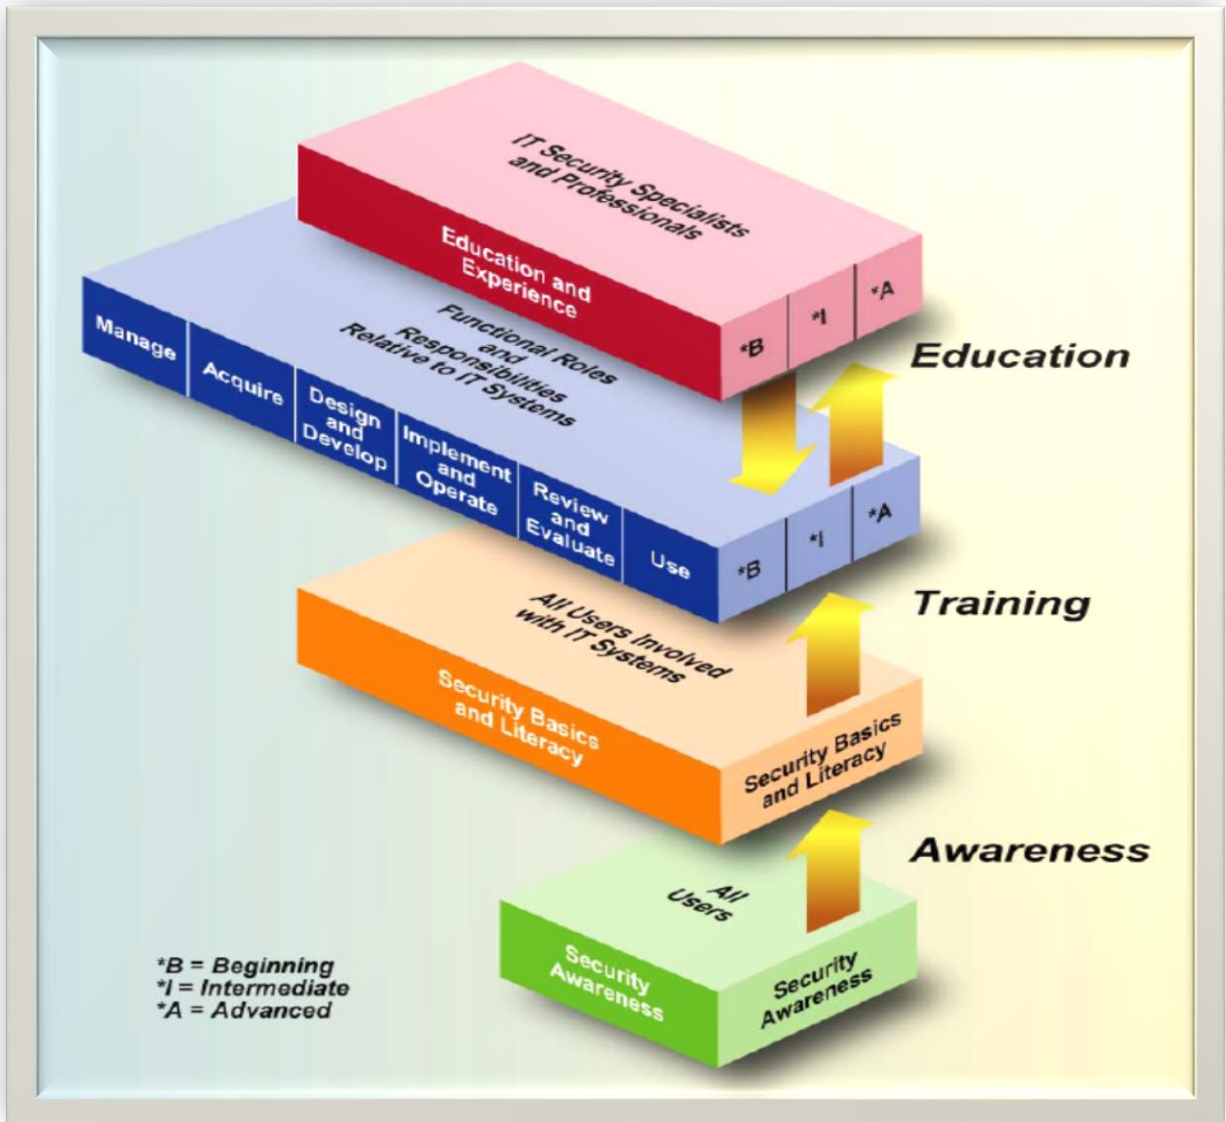 IT Security Specialists
and Professionals
Education and
Experience
*B
*I
*A
Education
Functional Roles
and
Responsibilities
Relative to IT Systems
Manage
Acquire
Design
and
Develop
Implement
and
Operate
Review
and
Evaluate
Use
*B
*I
*A
Training
All Users Involved
with IT Systems
Security Basics
and Literacy
Security Basics
and Literacy
Awareness
All
Users
Security
Awareness
Security
Awareness
*B = Beginning
*I = Intermediate
*A = Advanced